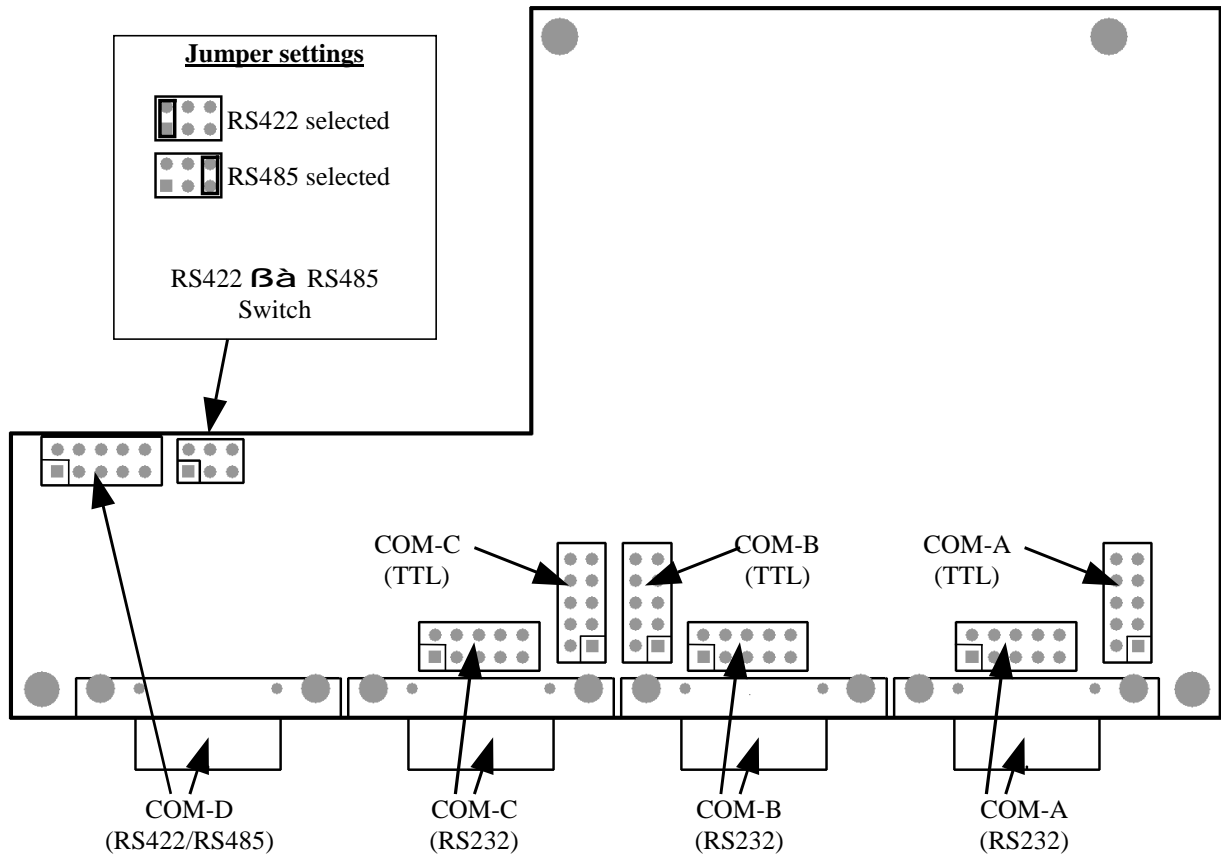 Jumper settings
RS422 selected
RS485 selected
RS422 ßà RS485
Switch
COM-C
(TTL)
COM-B
(TTL)
COM-A
(TTL)
COM-D
(RS422/RS485)
COM-C
(RS232)
COM-B
(RS232)
COM-A
(RS232)